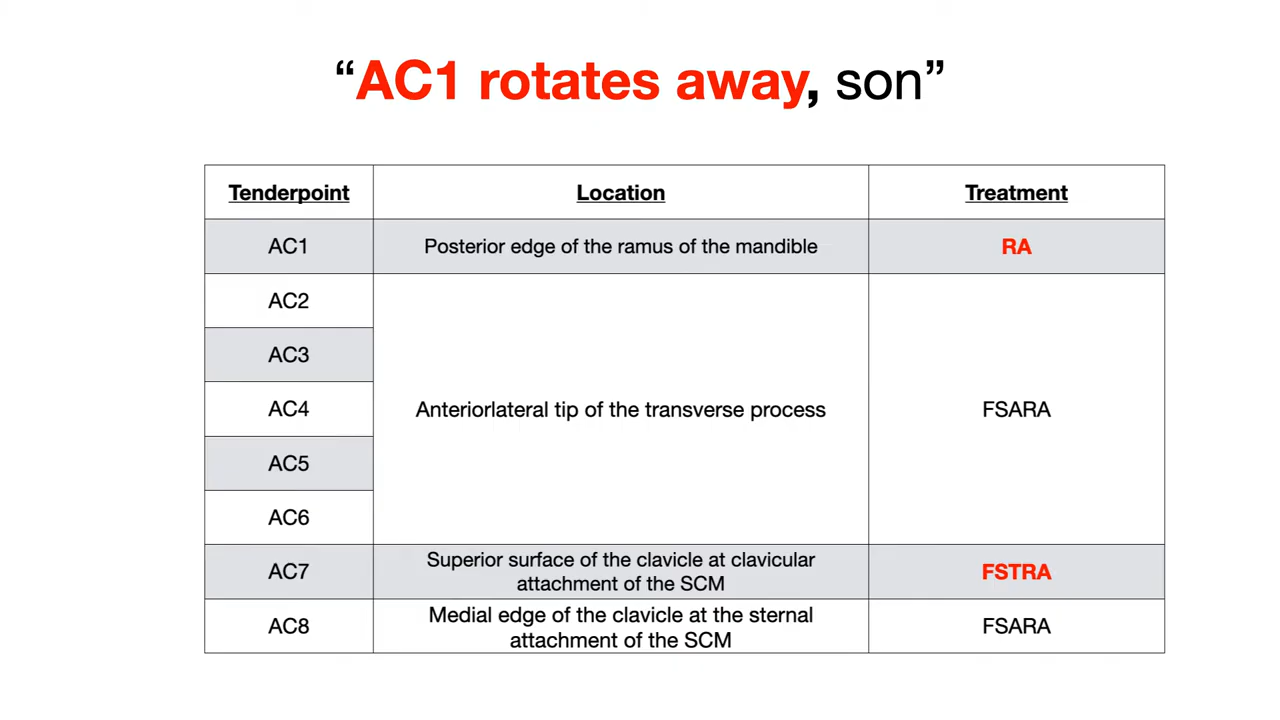 “AC1 rotates away, son”
Tenderpoint
Location
Treatment
AC1
Posterior edge of the ramus of the mandible
RA
AC2
AC3
AC4
Anteriorlateral tip of the transverse process
FSARA
AC5
AC6
AC7
Superior surface of the clavicle at clavicular
attachment of the SCM
FSTRA
AC8
Medial edge of the clavicle at the sternal
attachment of the SCM
FSARA